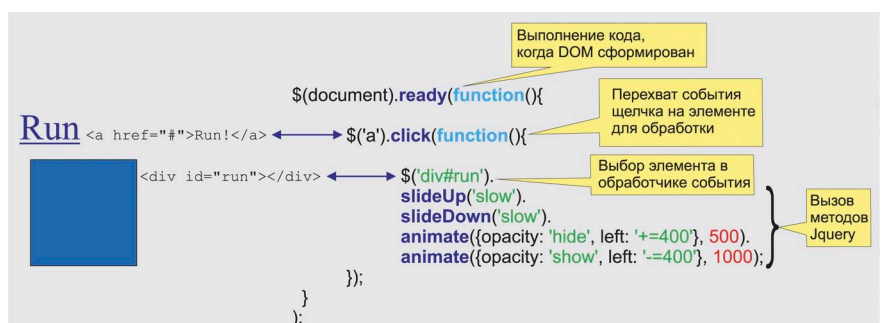 Выполнение кода,
когда DOM сформирован
$(document).ready(function(){
Перехват события
щелчка на элементе
для обработки
Run <a href="#">Run!</a> $('a').click(function(){
<div id="run"></div> $('div#run').
Выбор элемента в
обработчике события
slideUp('slow').
slideDown('slow').
animate({opacity: 'hide', left: '+=400'}, 500).
animate({opacity: 'show', left: '-=400'}, 1000);
Вызов
методов
Jquery
});
}
);